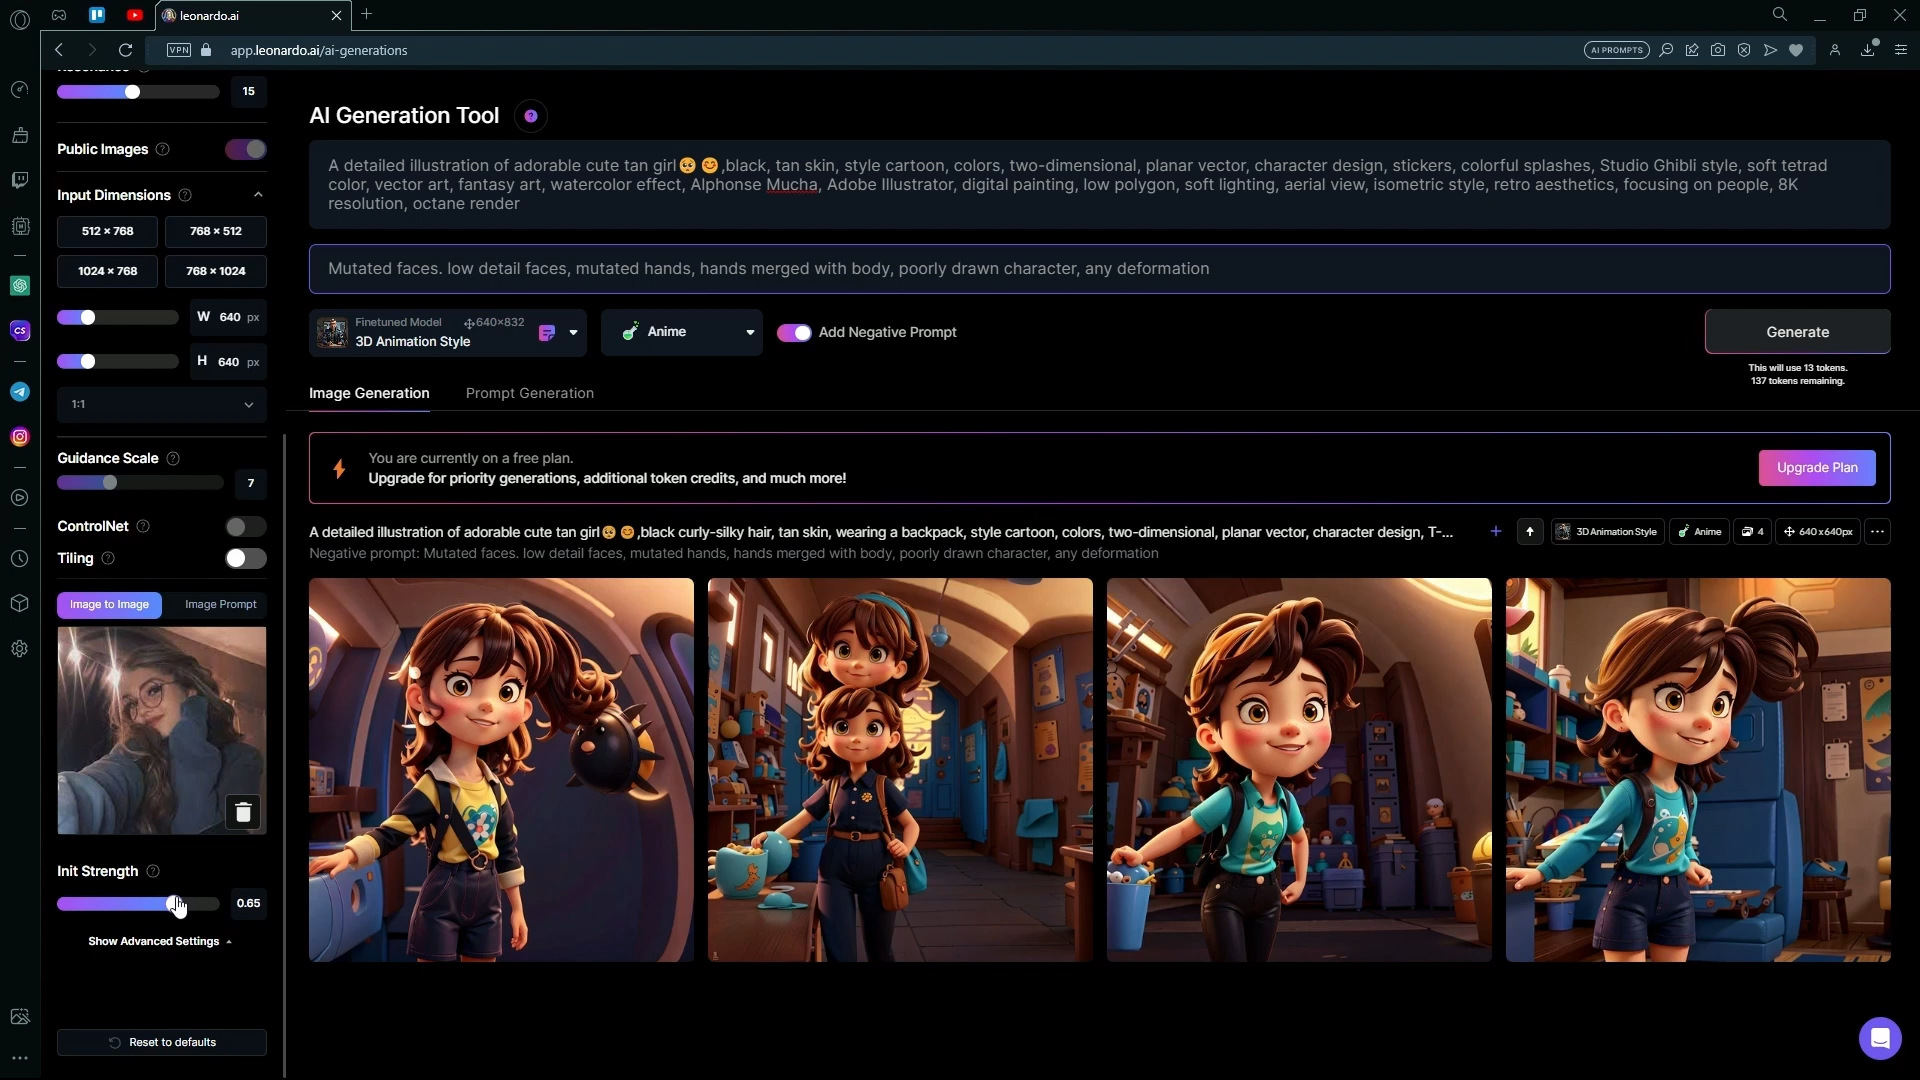 leonardo.ai
VPN
app.leonardo.ai/ai-generations
AI PROMPTS
15
Public Images
Input Dimensions
512 × 768
768 × 512
1024 × 768
768 × 1024
W 640 px
H 640 px
1:1
Guidance Scale
7
ControlNet
Tiling
Image to Image
Image Prompt
Init Strength
0.65
Show Advanced Settings
Reset to defaults
CS
AI Generation Tool
A detailed illustration of adorable cute tan girl🥺 😊,black, tan skin, style cartoon, colors, two-dimensional, planar vector, character design, stickers, colorful splashes, Studio Ghibli style, soft tetrad
color, vector art, fantasy art, watercolor effect, Alphonse Mucha, Adobe Illustrator, digital painting, low polygon, soft lighting, aerial view, isometric style, retro aesthetics, focusing on people, 8K
resolution, octane render
Mutated faces. low detail faces, mutated hands, hands merged with body, poorly drawn character, any deformation
Finetuned Model
640×832
3D Animation Style
Anime
Add Negative Prompt
Generate
This will use 13 tokens.
137 tokens remaining.
Image Generation
Prompt Generation
You are currently on a free plan.
Upgrade for priority generations, additional token credits, and much more!
Upgrade Plan
A detailed illustration of adorable cute tan girl🥺 😊 ,black curly-silky hair, tan skin, wearing a backpack, style cartoon, colors, two-dimensional, planar vector, character design, T-...
3D Animation Style
Anime
4
640x640px
Negative prompt: Mutated faces. low detail faces, mutated hands, hands merged with body, poorly drawn character, any deformation